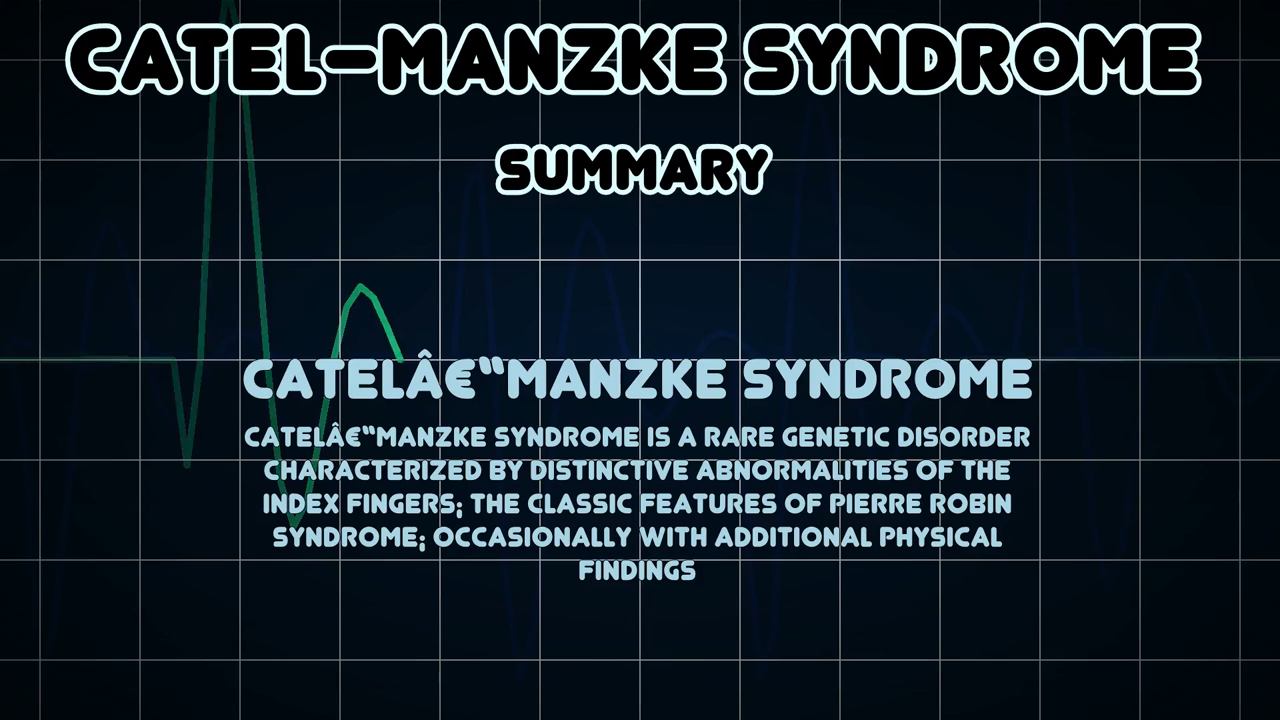 CATEL-MANZKE SYNDROME
SUMMARY
CATELÂ€“MANZKE SYNDROME
CATELÂ€“MANZKE SYNDROME IS A RARE GENETIC DISORDER
CHARACTERIZED BY DISTINCTIVE ABNORMALITIES OF THE
INDEX FINGERS; THE CLASSIC FEATURES OF PIERRE ROBIN
SYNDROME; OCCASIONALLY WITH ADDITIONAL PHYSICAL
FINDINGS